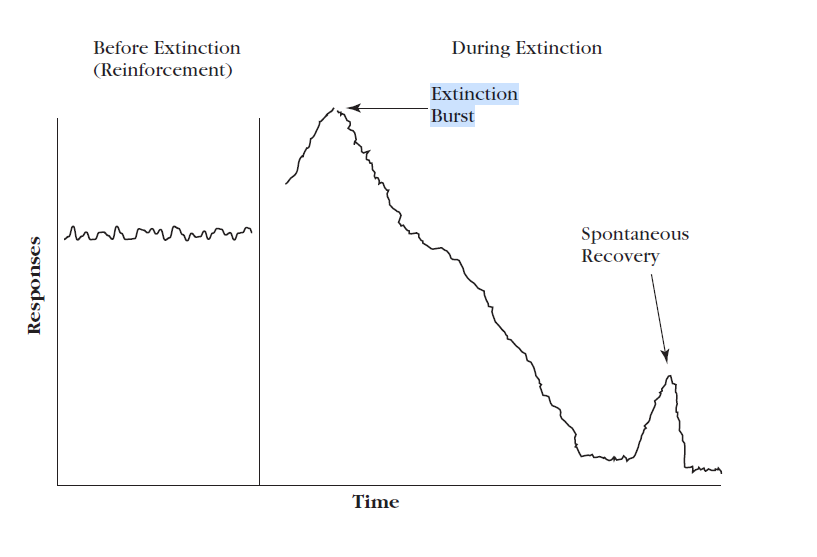 Before Extinction
(Reinforcement)
During Extinction
Extinction
Burst
Spontaneous
Recovery
Responses
Time